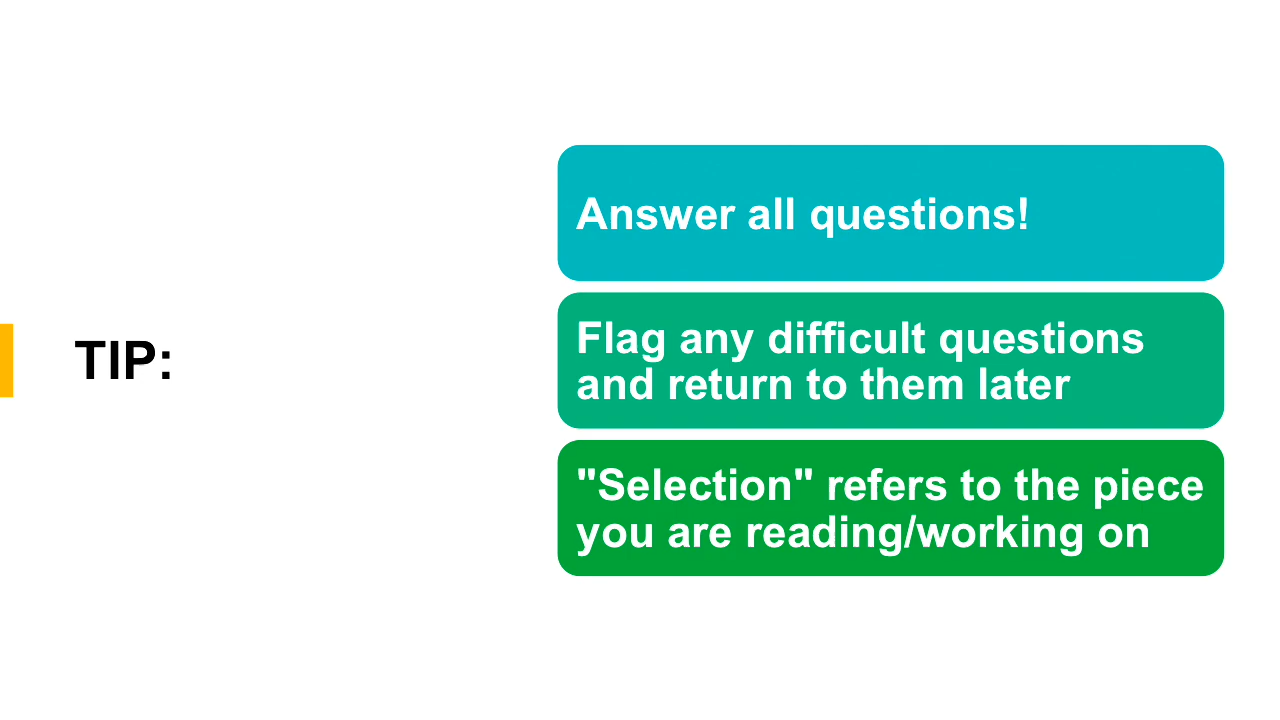 TIP:
Answer all questions!
Flag any difficult questions
and return to them later
"Selection" refers to the piece
you are reading/working on